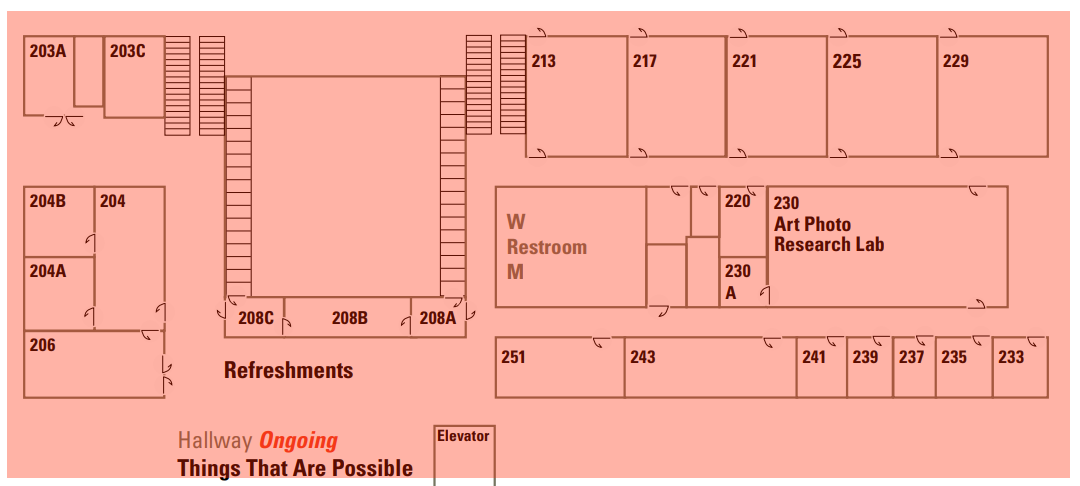 203A
203C
213
217
221
225
229
204B
204
W
Restroom
M
220
230
Art Photo
Research Lab
204A
230
A
208C
208B
208A
206
251
243
241
239
237
235
233
Refreshments
Hallway Ongoing
Things That Are Possible
Elevator